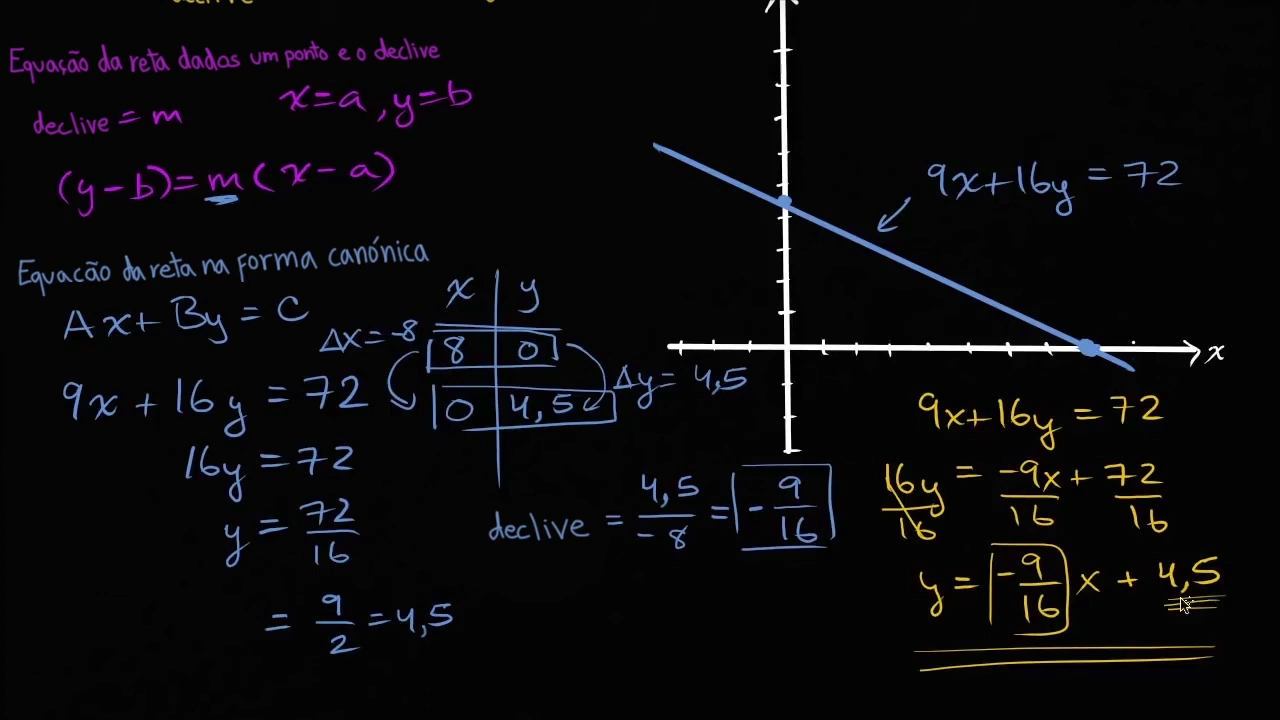 declive
Equação da reta dados um ponto e o declive
declive = m
x=a, y=b
(y-b)=m(x-a)
Equacão da reta na forma canónica
Ax+By=C
9x+16y=72
16y=72
y=72/16
=9/2=4,5
x y
8 0
0 4,5
Δx=-8
Δy=4,5
declive = 4,5/-8 = -9/16
9x+16y=72
x
9x+16y=72
16y/16 = -9x/16 + 72/16
y = -9/16 x + 4,5